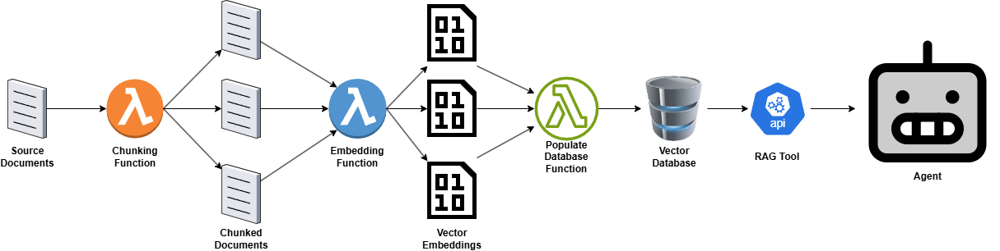 01
10
01
10
01
10
api
Source
Documents
Chunking
Function
Chunked
Documents
Embedding
Function
Vector
Embeddings
Populate
Database
Function
Vector
Database
RAG Tool
Agent